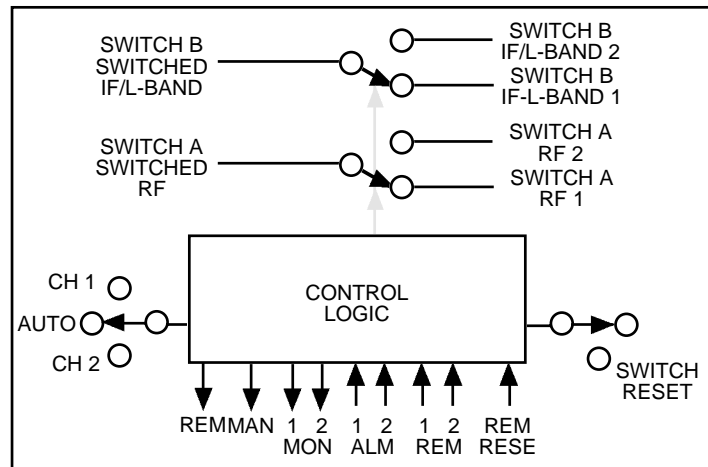 SWITCH B
SWITCHED
IF/L-BAND
SWITCH B
IF/L-BAND 2
SWITCH B
IF-L-BAND 1
SWITCH A
SWITCHED
RF
SWITCH A
RF 2
SWITCH A
RF 1
CH 1
AUTO
CH 2
CONTROL
LOGIC
SWITCH
RESET
REM MAN 1 2 1 2 1 2 REM
MON ALM REM RESE